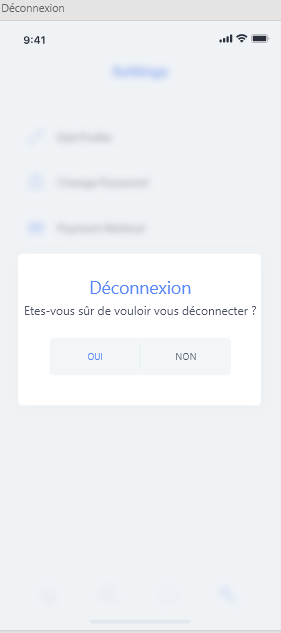 Déconnexion
9:41
Settings
Edit Profile
Change Password
Payment Method
Déconnexion
Etes-vous sûr de vouloir vous déconnecter ?
OUI
NON